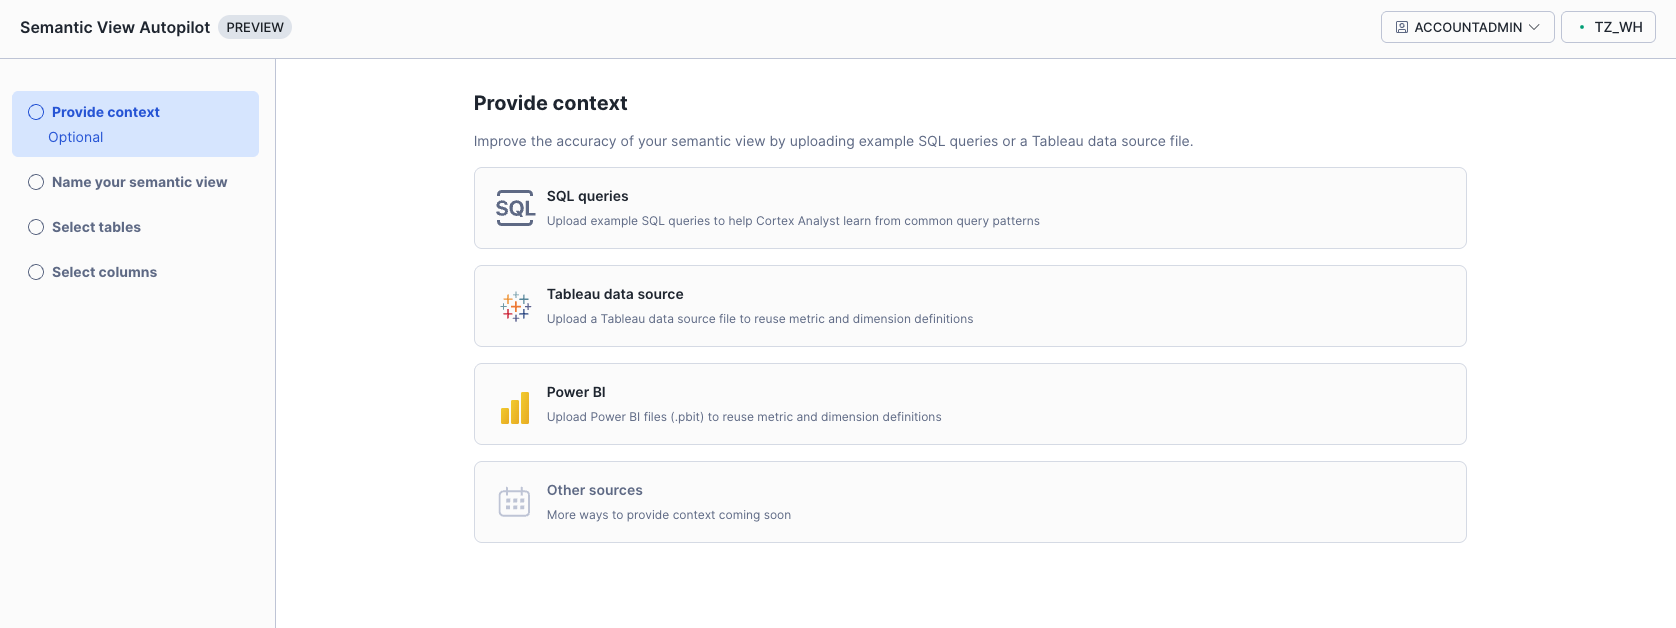 Semantic View Autopilot PREVIEW
ACCOUNTADMIN
TZ_WH
Provide context
Optional
Name your semantic view
Select tables
Select columns
Provide context
Improve the accuracy of your semantic view by uploading example SQL queries or a Tableau data source file.
SQL
SQL queries
Upload example SQL queries to help Cortex Analyst learn from common query patterns
Tableau data source
Upload a Tableau data source file to reuse metric and dimension definitions
Power BI
Upload Power BI files (.pbit) to reuse metric and dimension definitions
Other sources
More ways to provide context coming soon